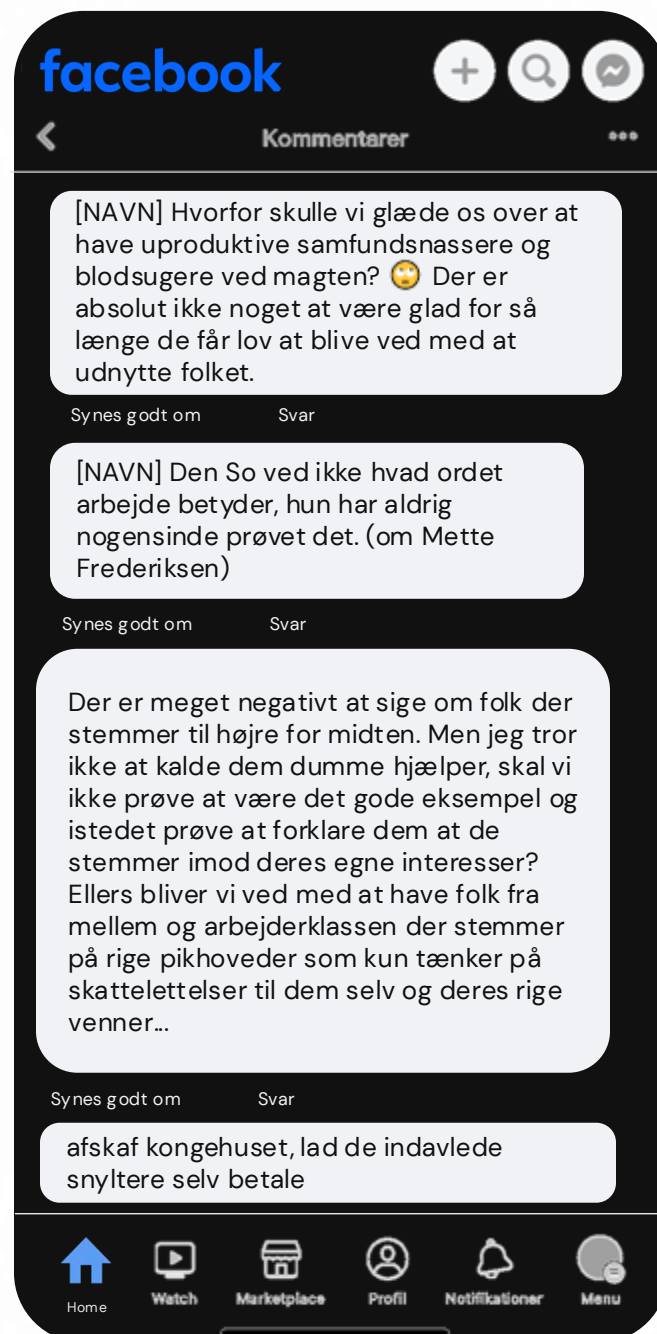 facebook
Kommentarer
[NAVN] Hvorfor skulle vi glæde os over at
have uproduktive samfundsnassere og
blodsugere ved magten? 🙄 Der er
absolut ikke noget at være glad for så
længe de får lov at blive ved med at
udnytte folket.
Synes godt om Svar
[NAVN] Den So ved ikke hvad ordet
arbejde betyder, hun har aldrig
nogensinde prøvet det. (om Mette
Frederiksen)
Synes godt om Svar
Der er meget negativt at sige om folk der
stemmer til højre for midten. Men jeg tror
ikke at kalde dem dumme hjælper, skal vi
ikke prøve at være det gode eksempel og
istedet prøve at forklare dem at de
stemmer imod deres egne interesser?
Ellers bliver vi ved med at have folk fra
mellem og arbejderklassen der stemmer
på rige pikhoveder som kun tænker på
skattelettelser til dem selv og deres rige
venner...
Synes godt om Svar
afskaf kongehuset, lad de indavlede
snyltere selv betale
Home Watch Marketplace Profil Notifikationer Menu